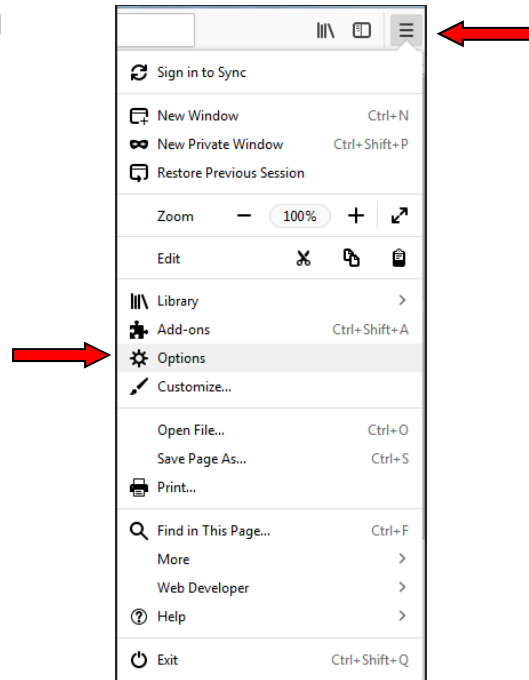 Sign in to Sync
New Window Ctrl+N
New Private Window Ctrl+Shift+P
Restore Previous Session
Zoom − 100% +
Edit
Library >
Add-ons Ctrl+Shift+A
Options
Customize...
Open File... Ctrl+O
Save Page As... Ctrl+S
Print...
Find in This Page... Ctrl+F
More >
Web Developer >
Help >
Exit Ctrl+Shift+Q